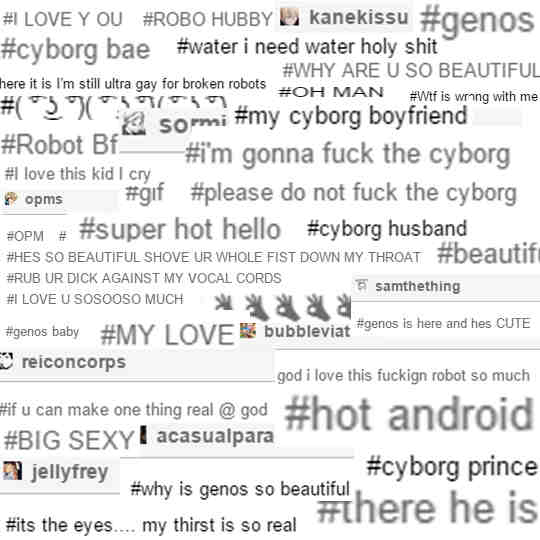 #I LOVE Y OU #ROBO HUBBY kanekissu #genos
#cyborg bae #water i need water holy shit
#WHY ARE U SO BEAUTIFUL
here it is I'm still ultra gay for broken robots #OH MAN #Wtf is wrong with me
#( ͡° ͜ʖ ͡°)( ͡° ͜ʖ ͡°)( ͡° ͜ʖ ͡°) sormi #my cyborg boyfriend
#Robot Bf #i'm gonna fuck the cyborg
#I love this kid I cry
opms #gif #please do not fuck the cyborg
#OPM # #super hot hello #cyborg husband
#HES SO BEAUTIFUL SHOVE UR WHOLE FIST DOWN MY THROAT #beautif
#RUB UR DICK AGAINST MY VOCAL CORDS
#I LOVE U SOSOOSO MUCH samthething
#genos baby #MY LOVE bubbleviat #genos is here and hes CUTE
reiconcorps
god i love this fuckign robot so much
#if u can make one thing real @ god #hot android
#BIG SEXY acasualpara
jellyfrey #cyborg prince
#why is genos so beautiful
#there he is
#its the eyes.... my thirst is so real